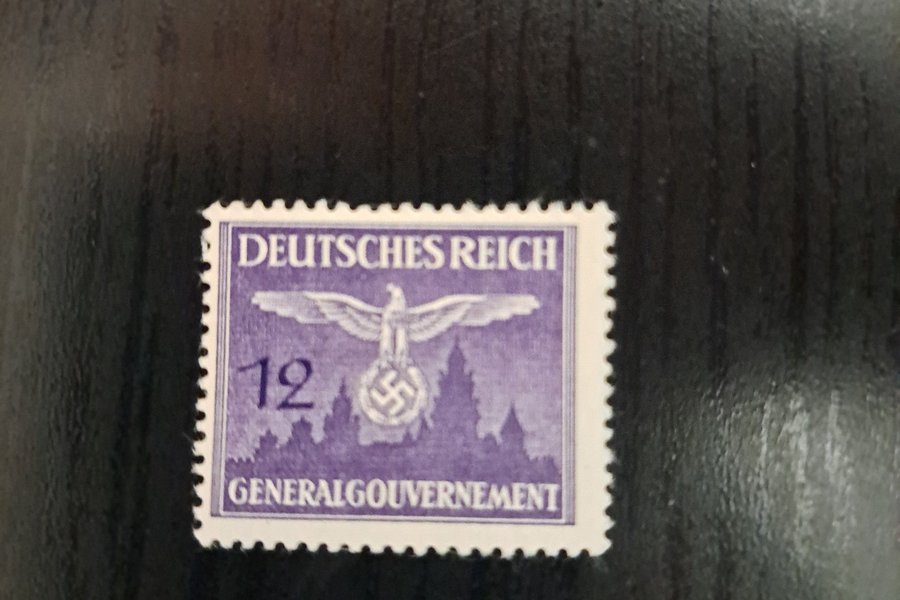 DEUTSCHES REICH
12
GENERALGOUVERNEMENT